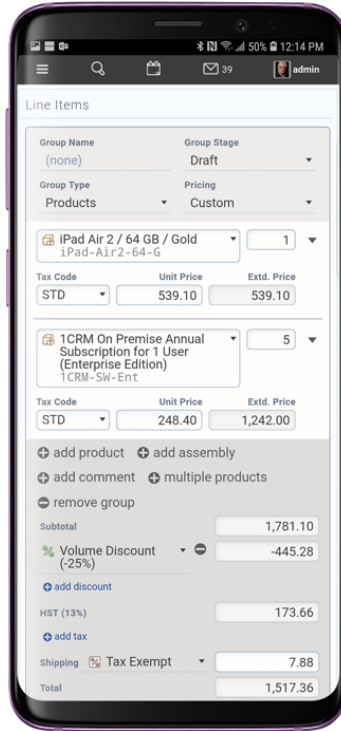 50% 12:14 PM
39 admin
Line Items
Group Name Group Stage
(none) Draft
Group Type Pricing
Products Custom
iPad Air 2 / 64 GB / Gold 1
iPad-Air2-64-G
Tax Code Unit Price Extd. Price
STD 539.10 539.10
1CRM On Premise Annual 5
Subscription for 1 User
(Enterprise Edition)
1CRM-SW-Ent
Tax Code Unit Price Extd. Price
STD 248.40 1,242.00
add product add assembly
add comment multiple products
remove group
Subtotal 1,781.10
Volume Discount -445.28
(-25%)
add discount
HST (13%) 173.66
add tax
Shipping Tax Exempt 7.88
Total 1,517.36